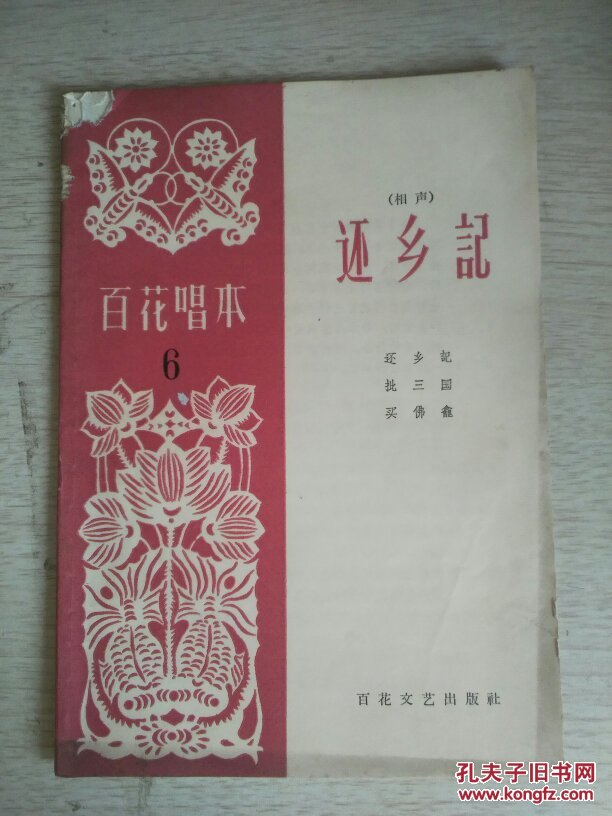 (相声)
还乡記
百花唱本
6
还乡記
批三国
买佛龕
百花文艺出版社
孔夫子旧书网
www.kongfz.com